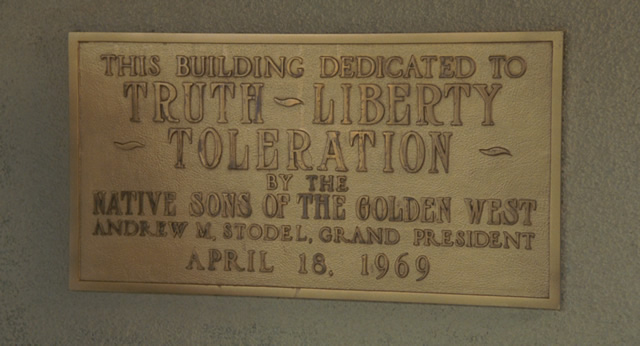 THIS BUILDING DEDICATED TO
TRUTH ~ LIBERTY
~ TOLERATION ~
BY THE
NATIVE SONS OF THE GOLDEN WEST
ANDREW M. STODEL, GRAND PRESIDENT
APRIL 18, 1969